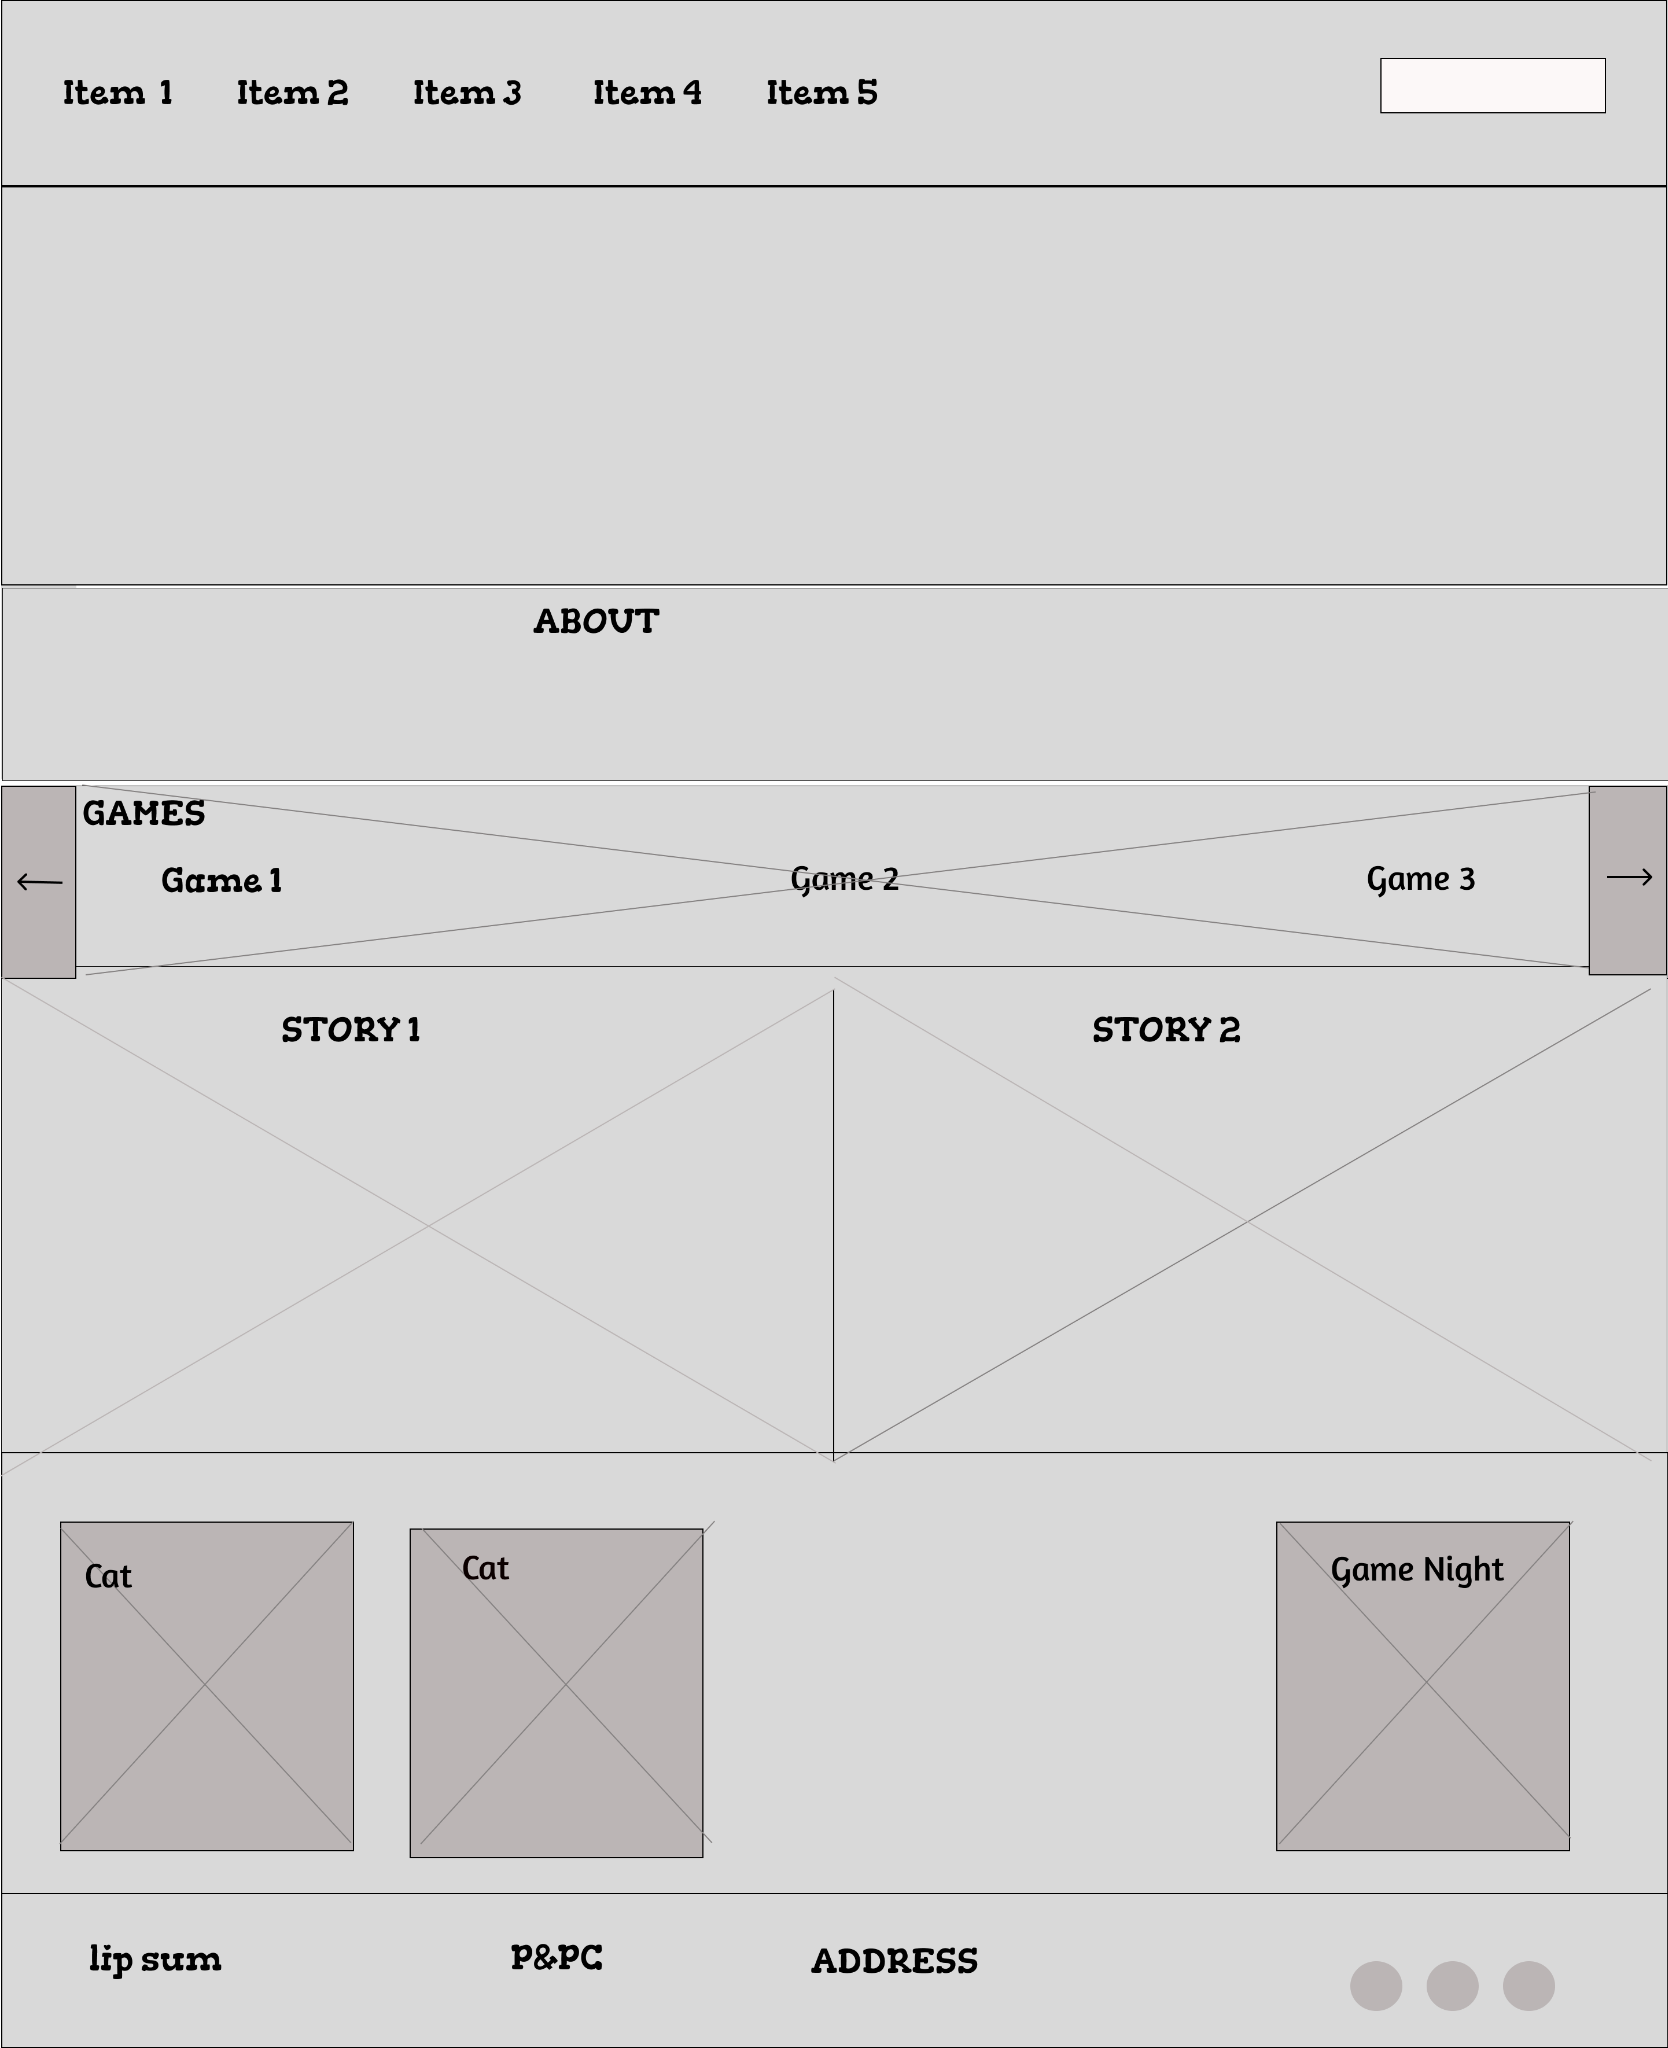 Item 1 Item 2 Item 3 Item 4 Item 5
ABOUT
GAMES
Game 1 Game 2 Game 3
STORY 1 STORY 2
Cat Cat Game Night
lip sum P&PC ADDRESS